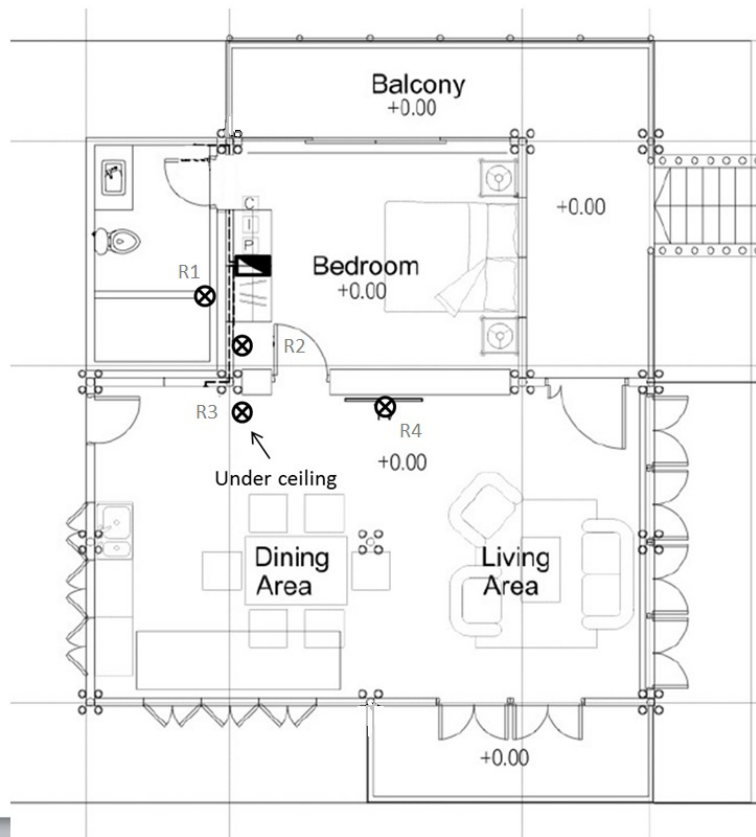 Balcony
+0.00
+0.00
C
I
P
Bedroom
+0.00
R1
R2
R3
R4
Under ceiling
+0.00
Dining
Area
Living
Area
+0.00